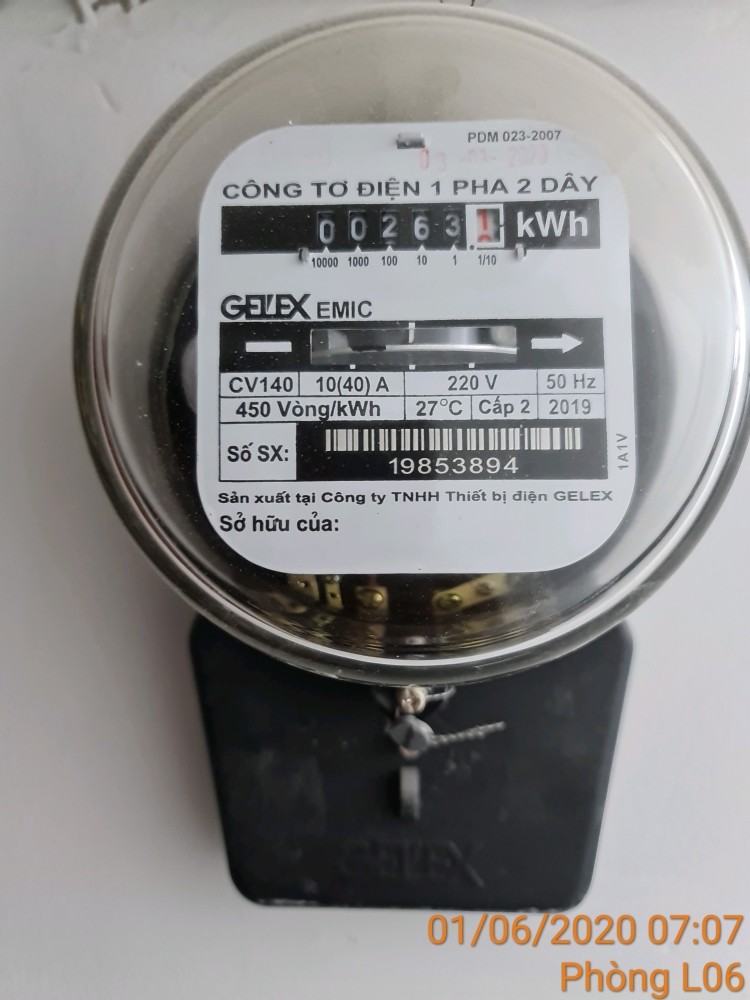 PDM 023-2007
CÔNG TƠ ĐIỆN 1 PHA 2 DÂY
0 0 2 6 3 1 kWh
10000 1000 100 10 1 1/10
GELEX EMIC
CV140 10(40) A 220 V 50 Hz
450 Vòng/kWh 27°C Cấp 2 2019
Số SX:
19853894
1A1V
Sản xuất tại Công ty TNHH Thiết bị điện GELEX
Sở hữu của:
GELEX
01/06/2020 07:07
Phòng L06